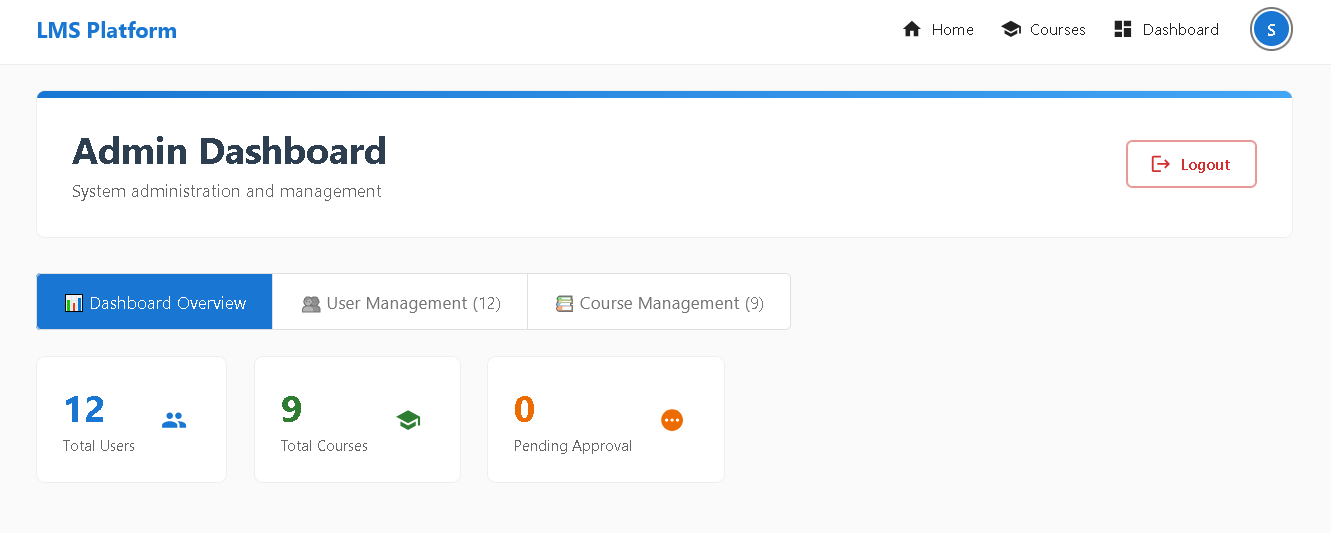 LMS Platform
Home Courses Dashboard S
Admin Dashboard
System administration and management
Logout
Dashboard Overview User Management (12) Course Management (9)
12
Total Users
9
Total Courses
0
Pending Approval